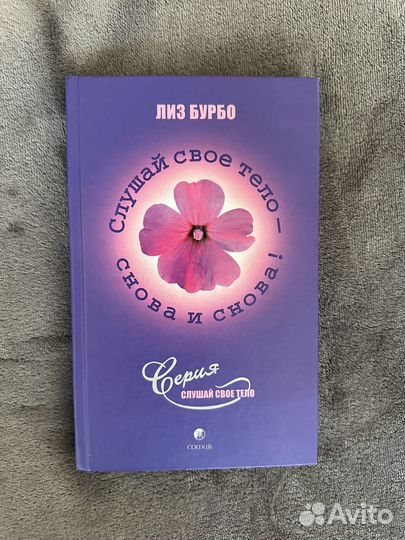 ЛИЗ БУРБО
Слушай свое тело –
снова и снова!
Серия
СЛУШАЙ СВОЕ ТЕЛО
СОФИЯ
Avito